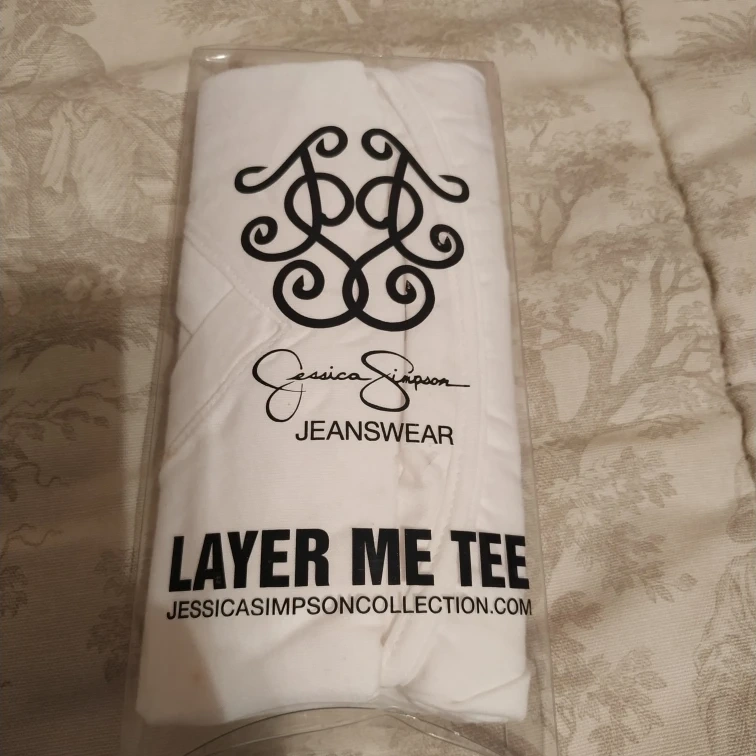 Jessica Simpson
JEANSWEAR
LAYER ME TEE
JESSICASIMPSONCOLLECTION.COM